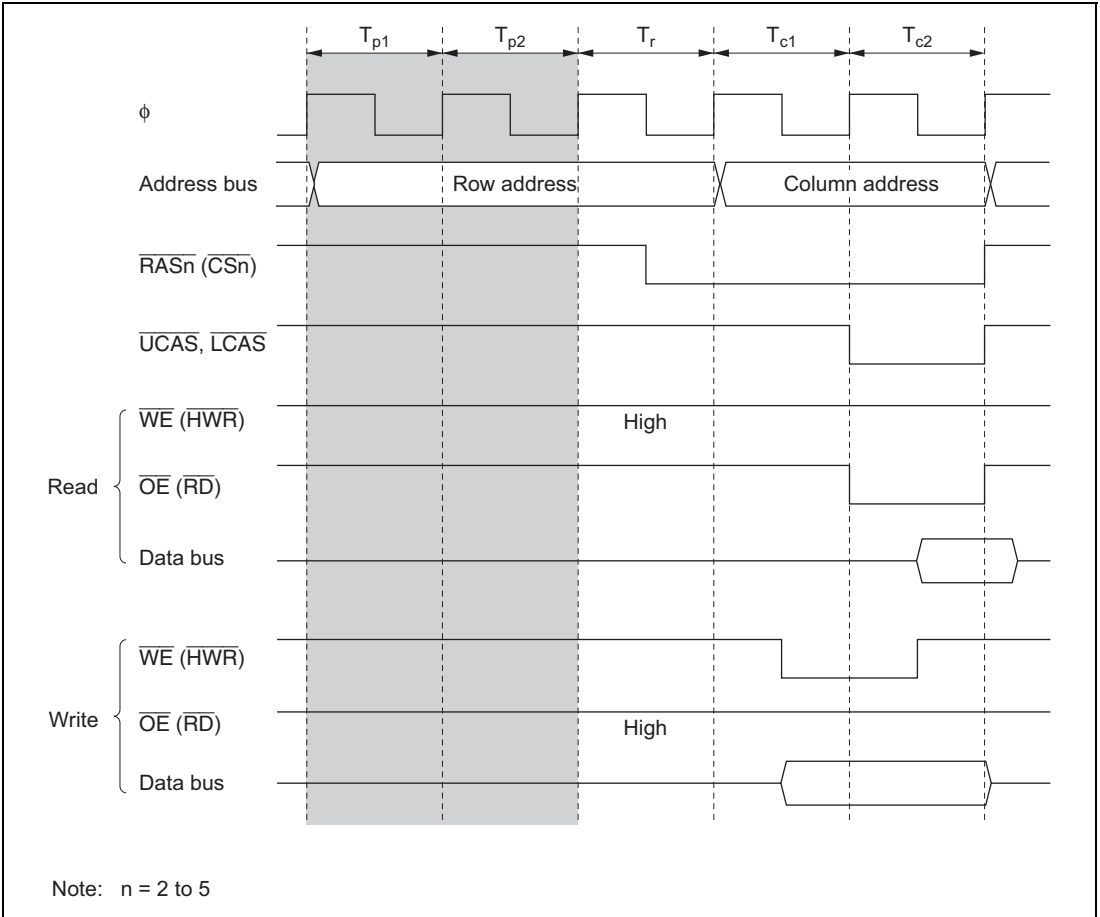 Tp1 Tp2 Tr Tc1 Tc2
ϕ
Address bus Row address Column address
RASn (CSn)
UCAS, LCAS
WE (HWR) High
Read OE (RD)
Data bus
WE (HWR)
Write OE (RD) High
Data bus
Note: n = 2 to 5